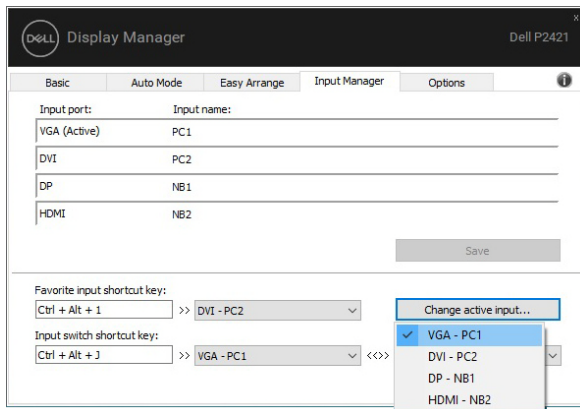 DELL Display Manager
Dell P2421
Basic Auto Mode Easy Arrange Input Manager Options
Input port: Input name:
VGA (Active) PC1
DVI PC2
DP NB1
HDMI NB2
Save
Favorite input shortcut key:
Ctrl + Alt + 1 >> DVI - PC2 Change active input...
Input switch shortcut key:
Ctrl + Alt + J >> VGA - PC1 <<>>
VGA - PC1
DVI - PC2
DP - NB1
HDMI - NB2